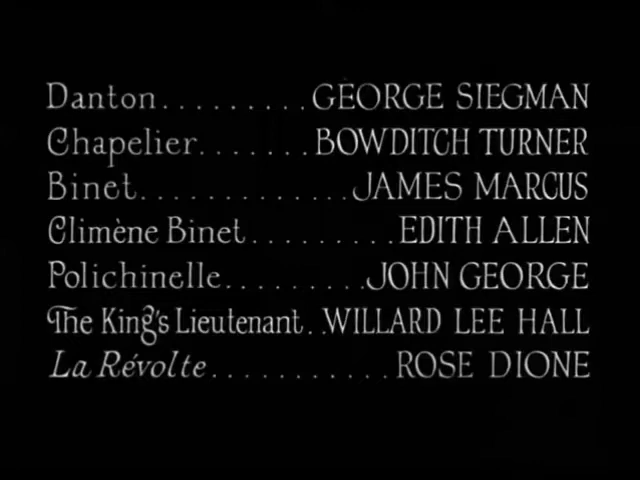 Danton.........GEORGE SIEGMAN
Chapelier.......BOWDITCH TURNER
Binet.............JAMES MARCUS
Climène Binet.........EDITH ALLEN
Polichinelle.........JOHN GEORGE
The King's Lieutenant..WILLARD LEE HALL
La Révolte...........ROSE DIONE